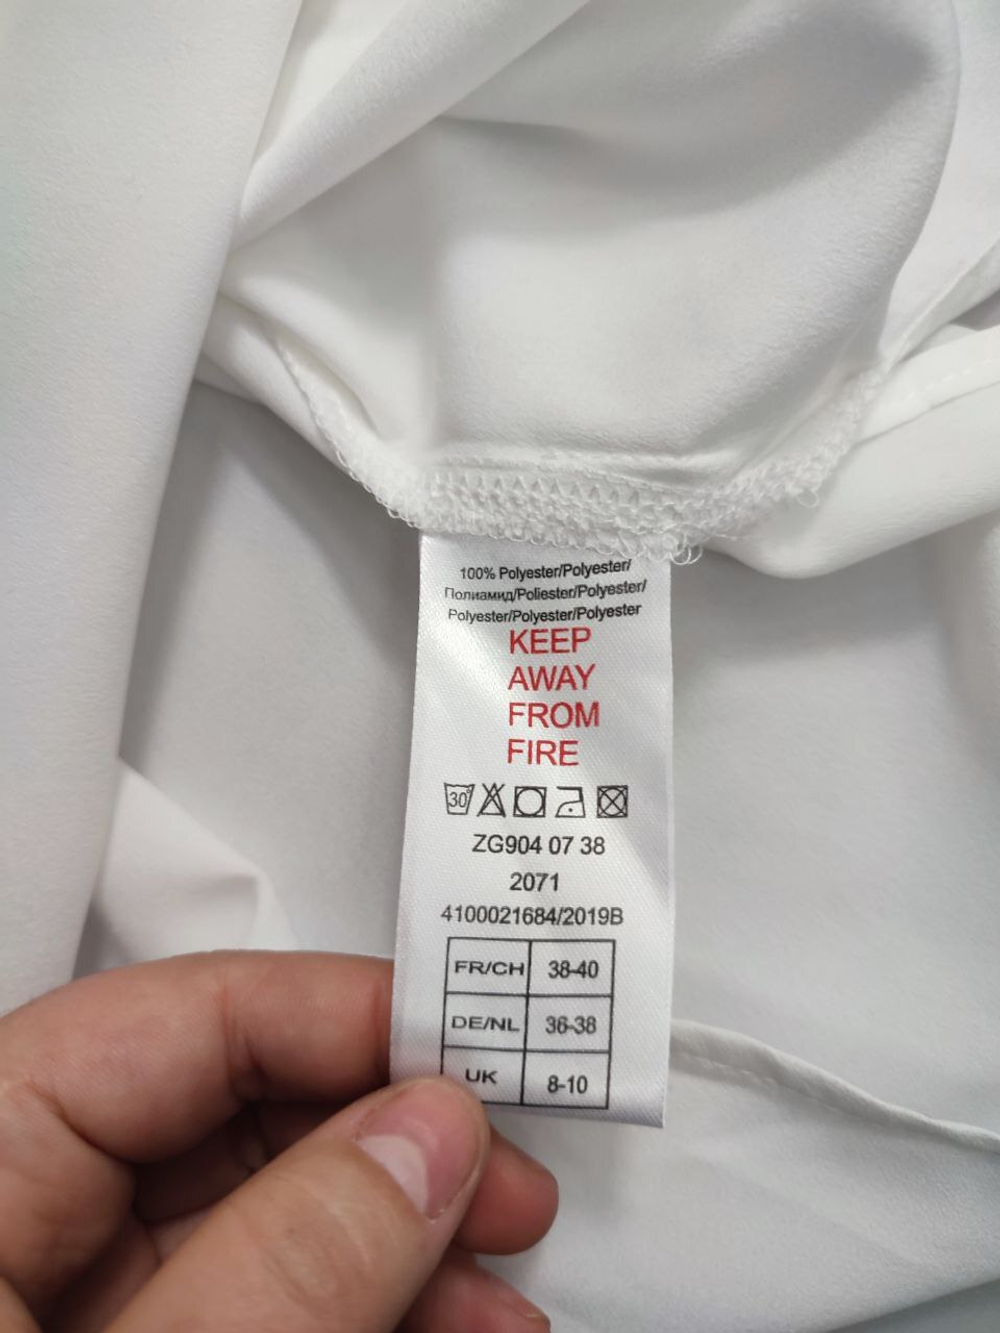 100% Polyester/Polyester/
Полиамид/Poliester/Polyester/
Polyester/Polyester/Polyester
KEEP
AWAY
FROM
FIRE
30°
ZG904 07 38
2071
4100021684/2019B
FR/CH 38-40
DE/NL 36-38
UK 8-10